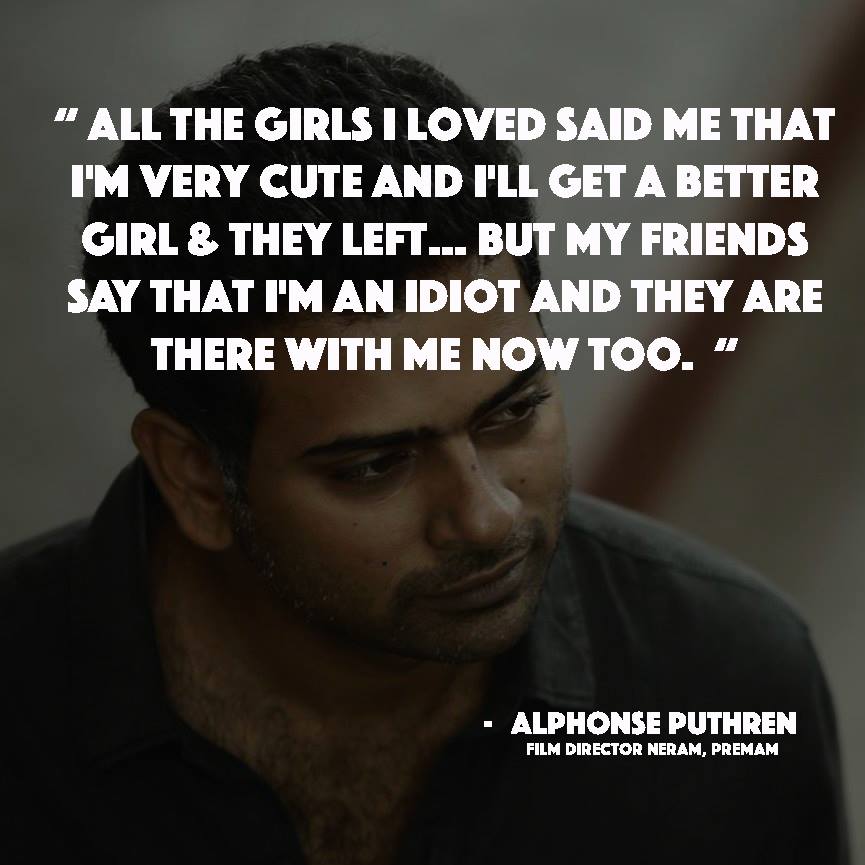 “ ALL THE GIRLS I LOVED SAID ME THAT
I'M VERY CUTE AND I'LL GET A BETTER
GIRL & THEY LEFT... BUT MY FRIENDS
SAY THAT I'M AN IDIOT AND THEY ARE
THERE WITH ME NOW TOO. “
- ALPHONSE PUTHREN
FILM DIRECTOR NERAM, PREMAM